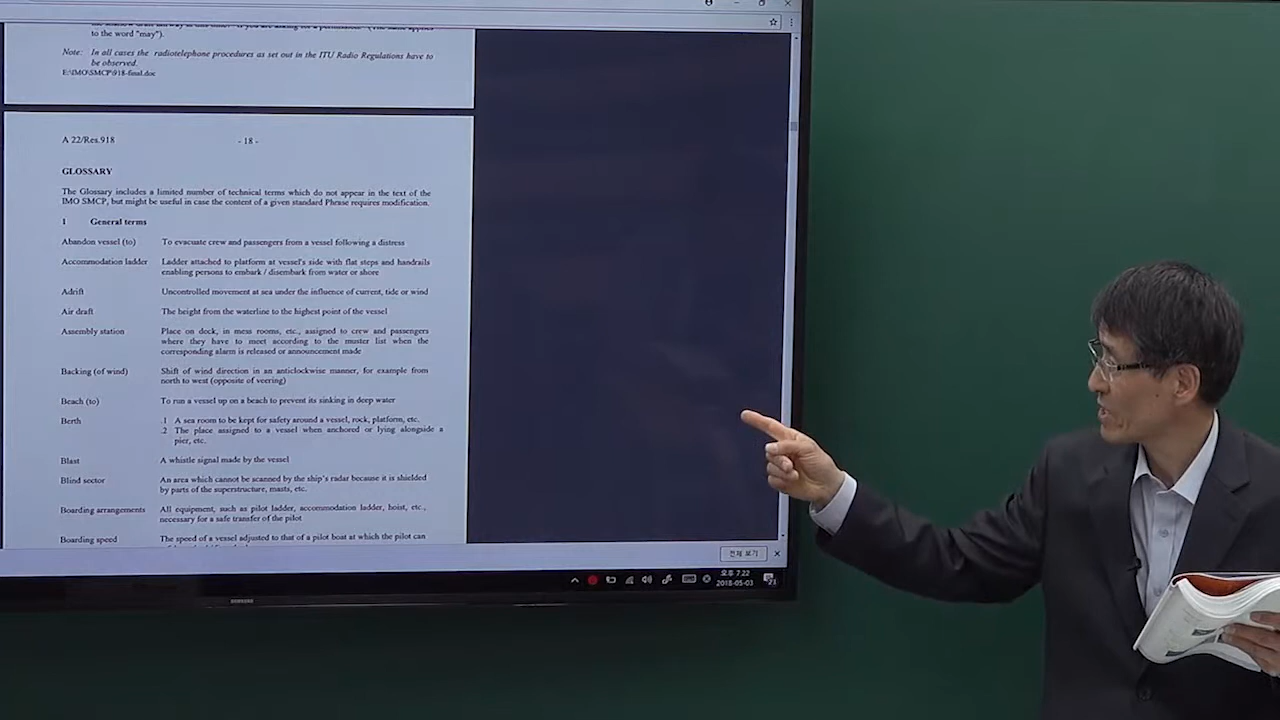 to the word "may").
Note: In all cases the radiotelephone procedures as set out in the ITU Radio Regulations have to
be observed.
E:\IMO\SMCP\918-final.doc
A 22/Res.918
- 18 -
GLOSSARY
The Glossary includes a limited number of technical terms which do not appear in the text of the
IMO SMCP, but might be useful in case the content of a given standard Phrase requires modification.
1 General terms
Abandon vessel (to) To evacuate crew and passengers from a vessel following a distress
Accommodation ladder Ladder attached to platform at vessel's side with flat steps and handrails
enabling persons to embark / disembark from water or shore
Adrift Uncontrolled movement at sea under the influence of current, tide or wind
Air draft The height from the waterline to the highest point of the vessel
Assembly station Place on deck, in mess rooms, etc., assigned to crew and passengers
where they have to meet according to the muster list when the
corresponding alarm is released or announcement made
Backing (of wind) Shift of wind direction in an anticlockwise manner, for example from
north to west (opposite of veering)
Beach (to) To run a vessel up on a beach to prevent its sinking in deep water
Berth .1 A sea room to be kept for safety around a vessel, rock, platform, etc.
.2 The place assigned to a vessel when anchored or lying alongside a
pier, etc.
Blast A whistle signal made by the vessel
Blind sector An area which cannot be scanned by the ship's radar because it is shielded
by parts of the superstructure, masts, etc.
Boarding arrangements All equipment, such as pilot ladder, accommodation ladder, hoist, etc.,
necessary for a safe transfer of the pilot
Boarding speed The speed of a vessel adjusted to that of a pilot boat at which the pilot can
전체 보기
오후 7:22
2018-05-03
SAMSUNG